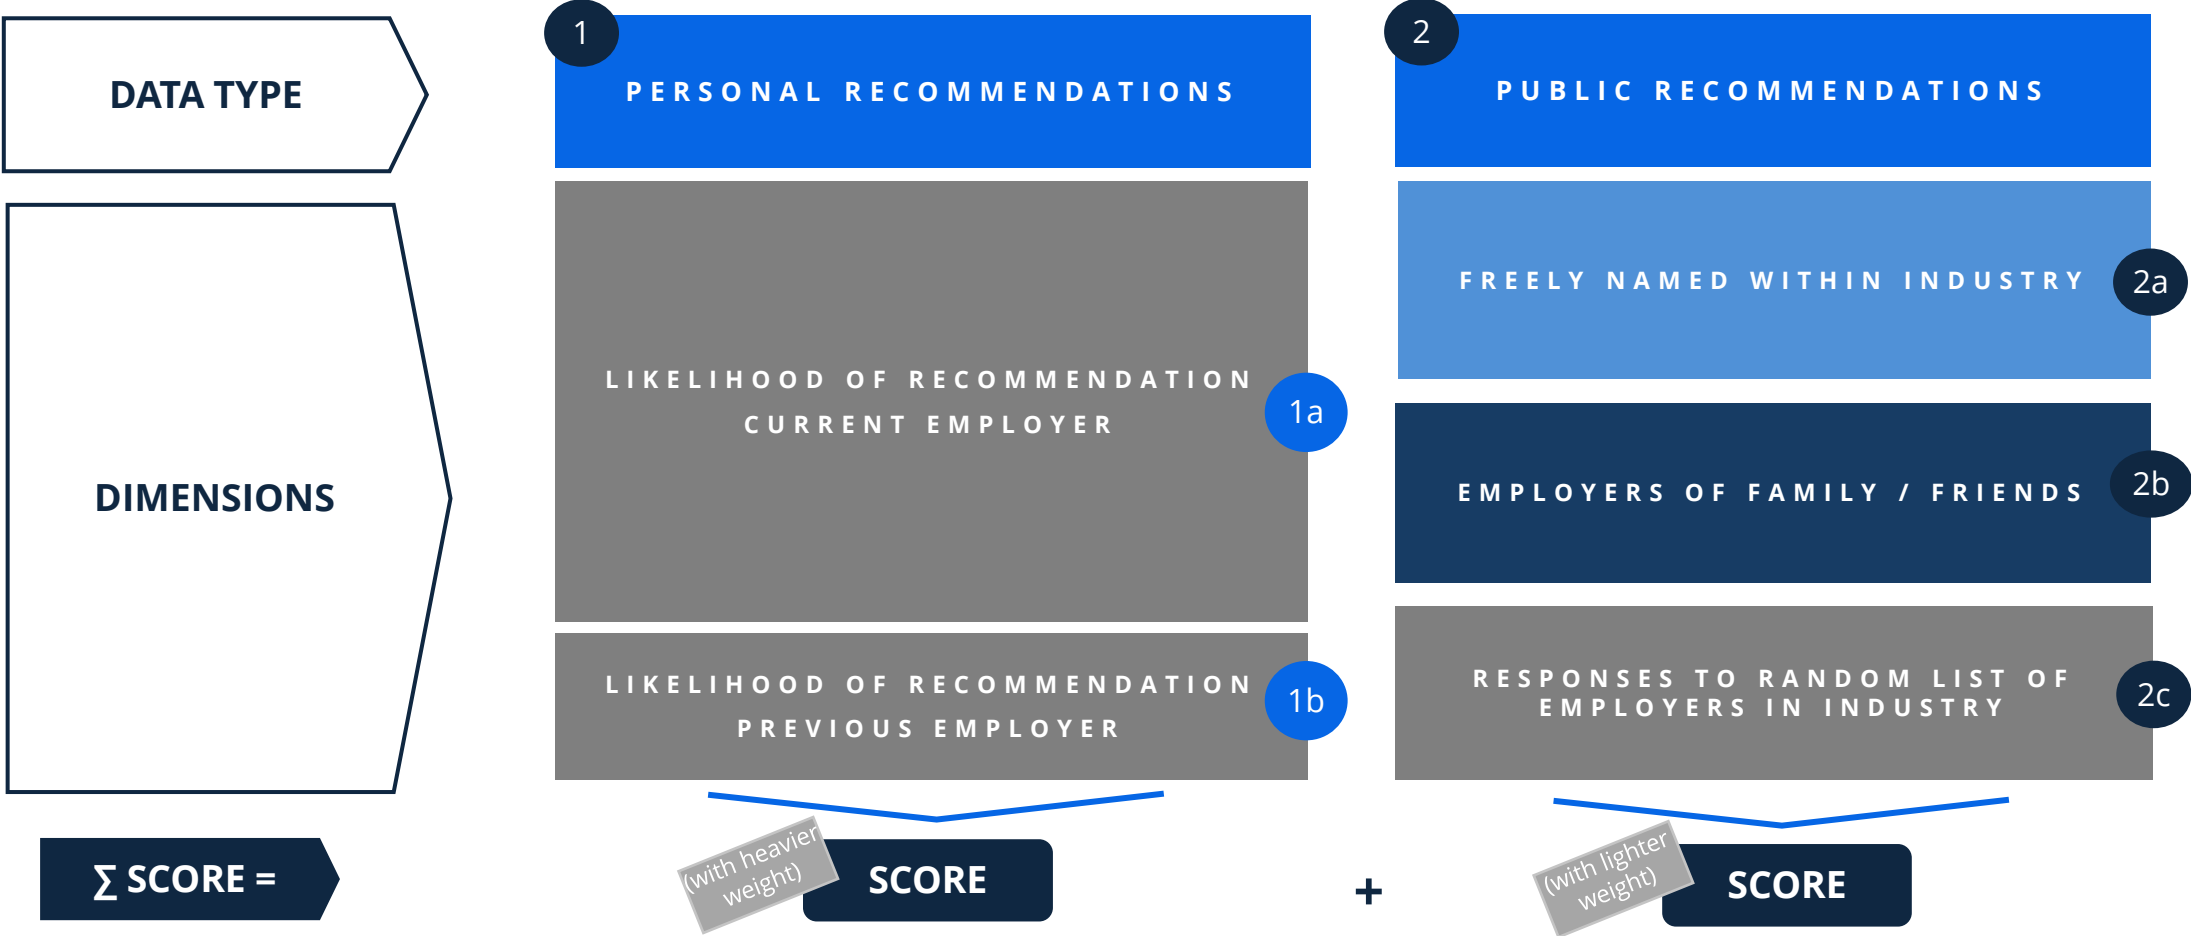 DATA TYPE
1
PERSONAL RECOMMENDATIONS
2
PUBLIC RECOMMENDATIONS
DIMENSIONS
LIKELIHOOD OF RECOMMENDATION
CURRENT EMPLOYER
1a
LIKELIHOOD OF RECOMMENDATION
PREVIOUS EMPLOYER
1b
FREELY NAMED WITHIN INDUSTRY
2a
EMPLOYERS OF FAMILY / FRIENDS
2b
RESPONSES TO RANDOM LIST OF
EMPLOYERS IN INDUSTRY
2c
∑ SCORE =
(with heavier
weight)
SCORE
+
(with lighter
weight)
SCORE